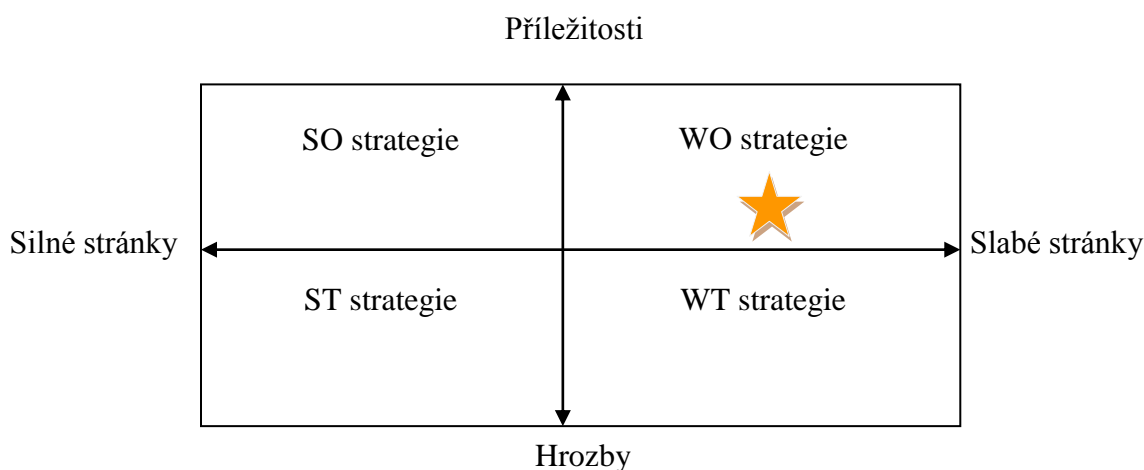 Příležitosti
SO strategie
WO strategie
Silné stránky
Slabé stránky
ST strategie
WT strategie
Hrozby